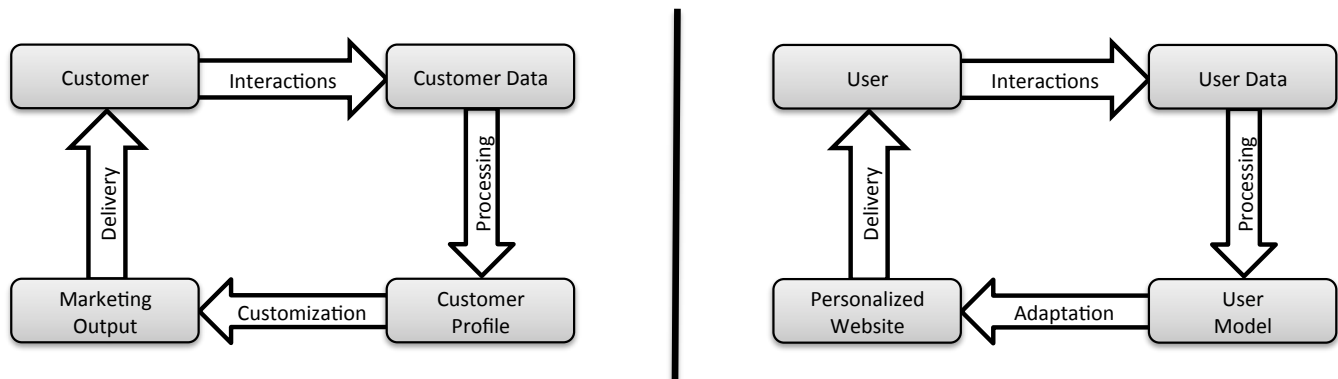 Customer
Interactions
Customer Data
Processing
Customer
Profile
Customization
Marketing
Output
Delivery
User
Interactions
User Data
Processing
User
Model
Adaptation
Personalized
Website
Delivery